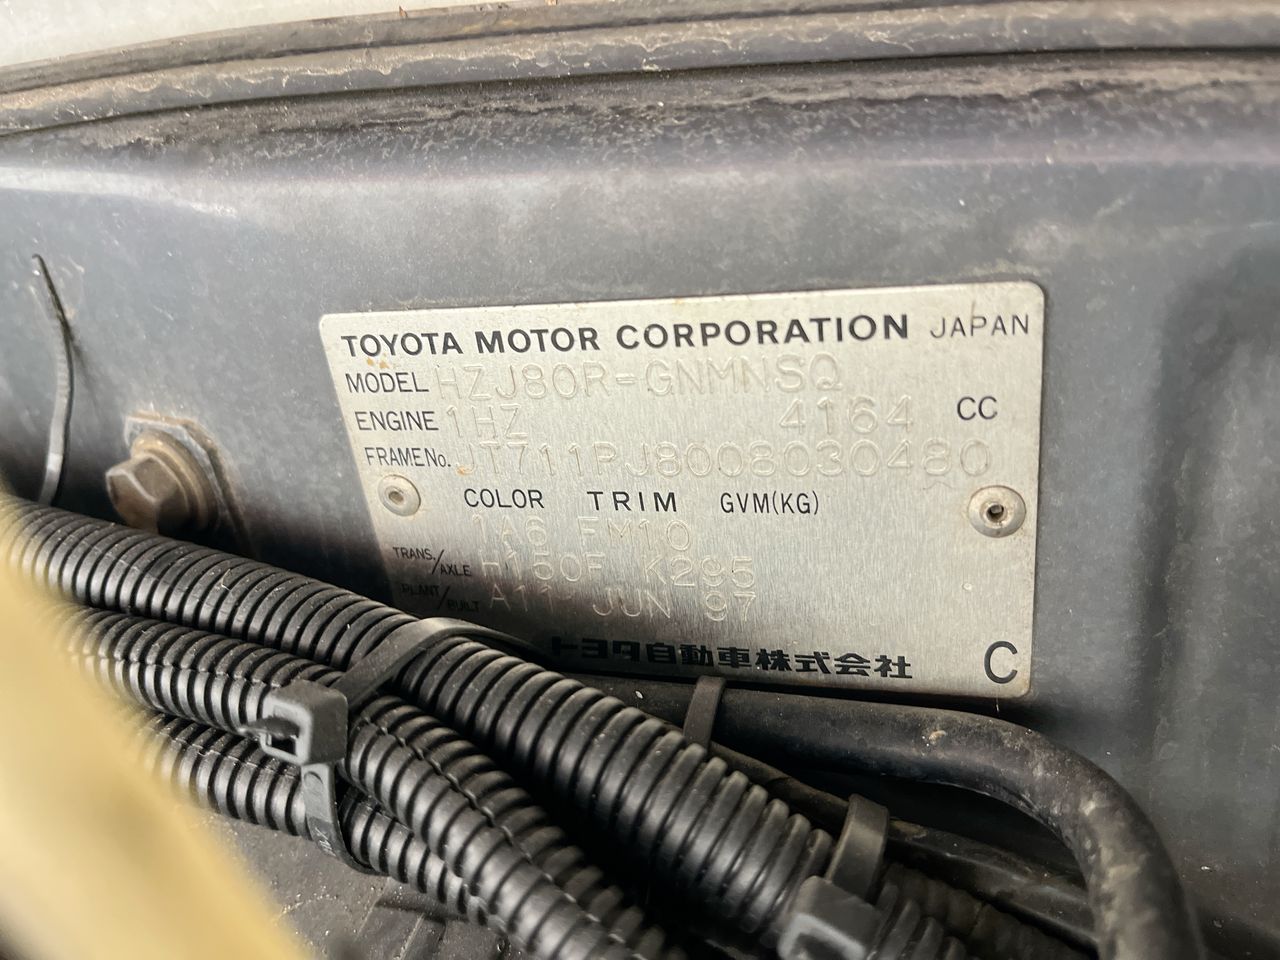 TOYOTA MOTOR CORPORATION JAPAN
MODEL HZJ80R-GNMNSQ
ENGINE 1HZ 4164 CC
FRAME No. JT711PJ8008030480
COLOR TRIM GVM(KG)
1A6 FM10
TRANS./AXLE H150F K295
PLANT/BUILT A11 JUN 97
トヨタ自動車株式会社 C